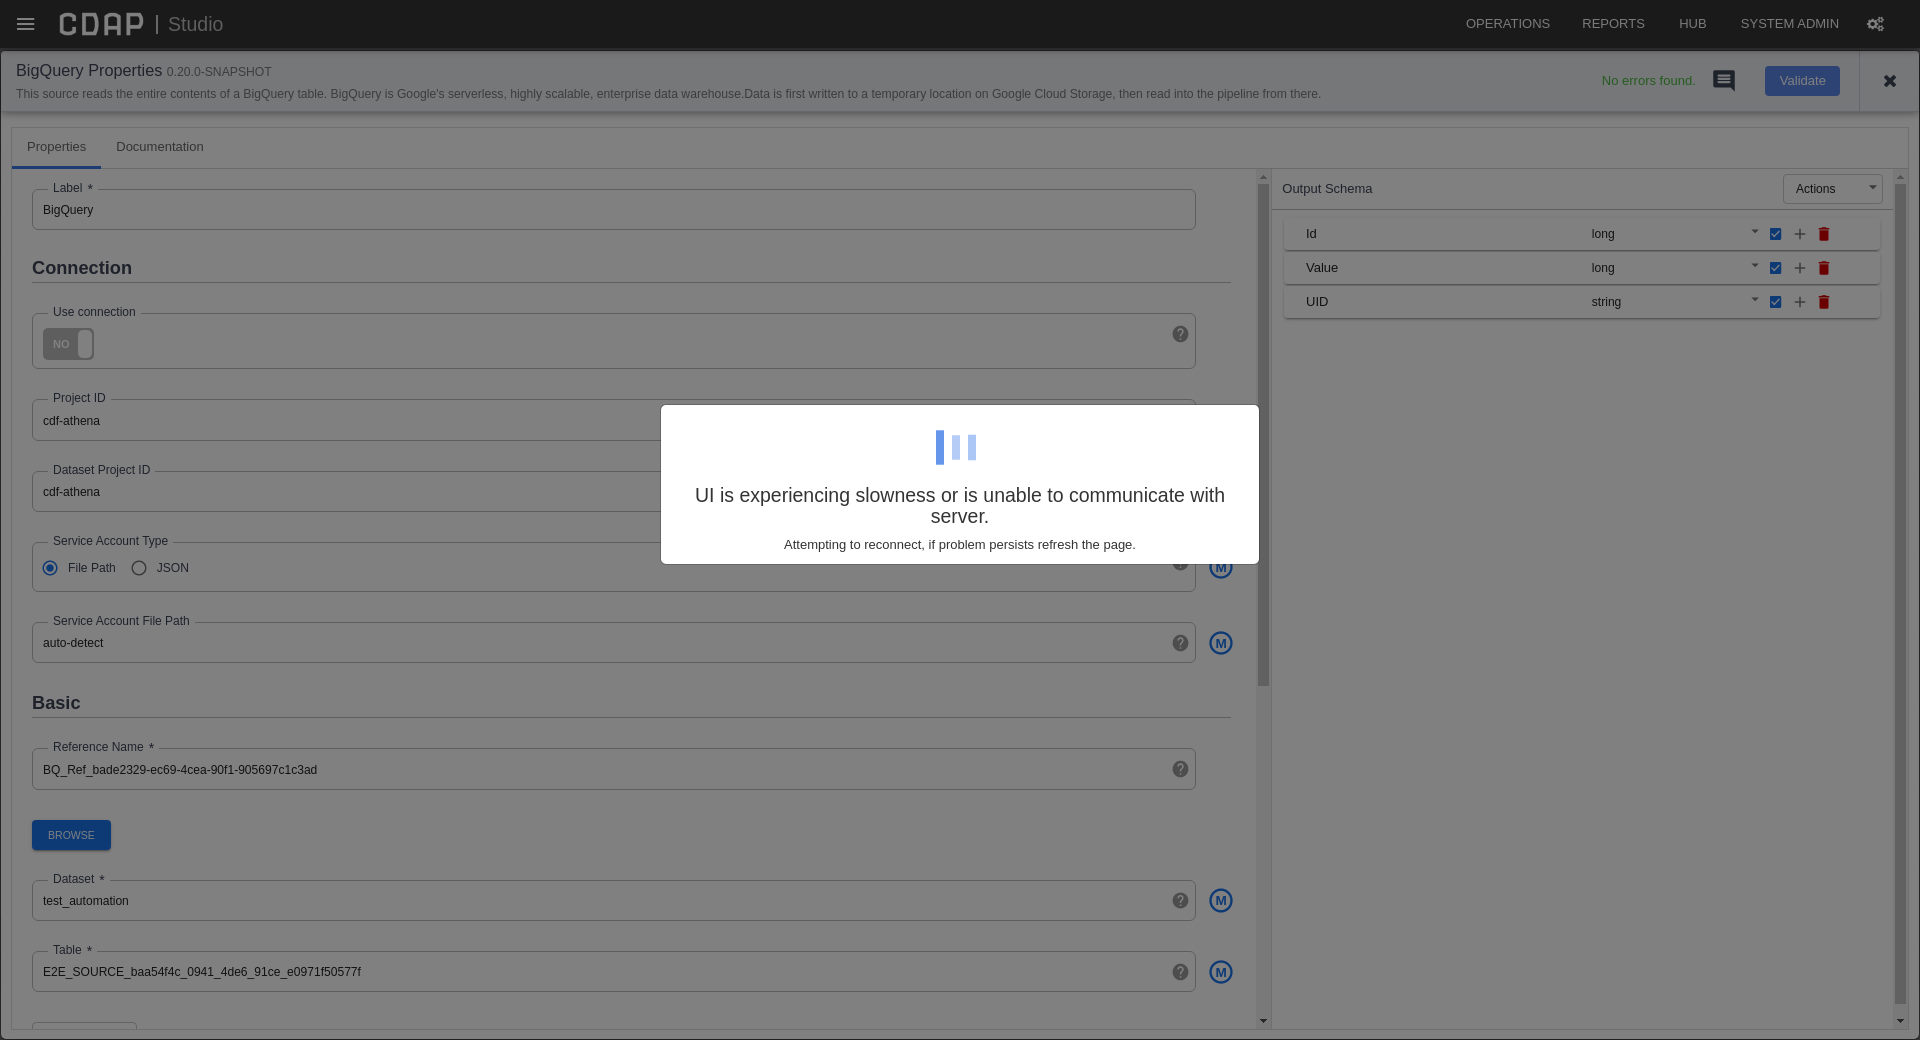 CDAP | Studio
OPERATIONS REPORTS HUB SYSTEM ADMIN
BigQuery Properties 0.20.0-SNAPSHOT
This source reads the entire contents of a BigQuery table. BigQuery is Google's serverless, highly scalable, enterprise data warehouse.Data is first written to a temporary location on Google Cloud Storage, then read into the pipeline from there.
No errors found.
Validate
Properties Documentation
Label *
BigQuery
Connection
Use connection
NO
Project ID
cdf-athena
Dataset Project ID
cdf-athena
Service Account Type
File Path JSON
M
Service Account File Path
auto-detect
M
Basic
Reference Name *
BQ_Ref_bade2329-ec69-4cea-90f1-905697c1c3ad
BROWSE
Dataset *
test_automation
M
Table *
E2E_SOURCE_baa54f4c_0941_4de6_91ce_e0971f50577f
M
Output Schema
Actions
Id long
Value long
UID string
UI is experiencing slowness or is unable to communicate with
server.
Attempting to reconnect, if problem persists refresh the page.